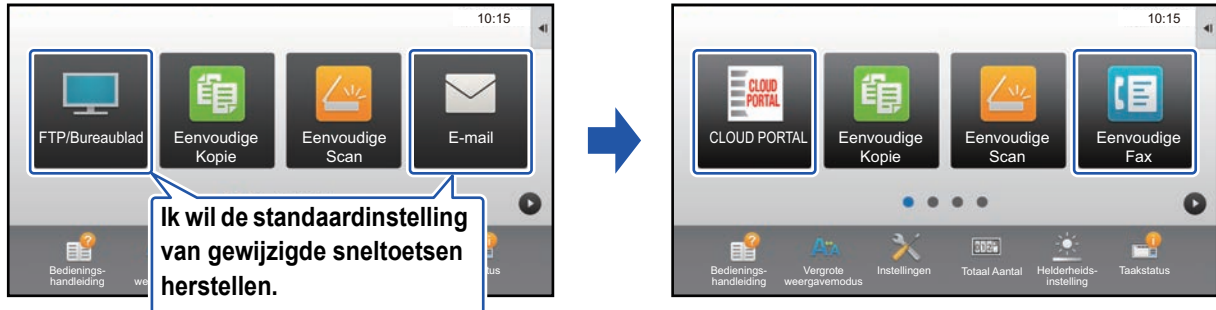 10:15
FTP/Bureaublad
Eenvoudige
Kopie
Eenvoudige
Scan
E-mail
Ik wil de standaardinstelling
van gewijzigde sneltoetsen
herstellen.
Bedienings-
handleiding
10:15
CLOUD
PORTAL
CLOUD PORTAL
Eenvoudige
Kopie
Eenvoudige
Scan
Eenvoudige
Fax
Bedienings-
handleiding
Vergrote
weergavemodus
Instellingen
Totaal Aantal
Helderheids-
instelling
Taakstatus